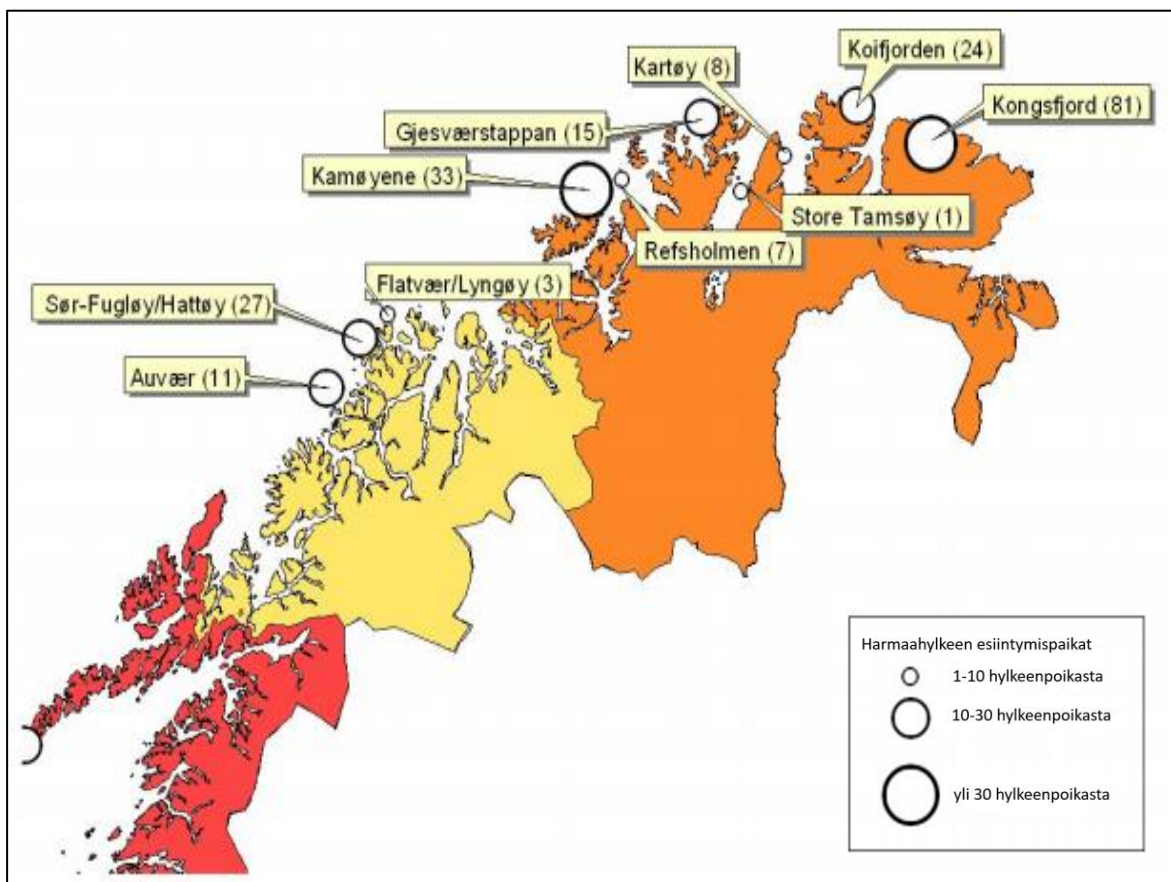 Koifjorden (24)
Kartøy (8)
Kongsfjord (81)
Gjesværstappan (15)
Kamøyene (33)
Store Tamsøy (1)
Refsholmen (7)
Flatvær/Lyngøy (3)
Sør-Fugløy/Hattøy (27)
Auvær (11)
Harmaahylkeen esiintymispaikat
1-10 hylkeenpoikasta
10-30 hylkeenpoikasta
yli 30 hylkeenpoikasta